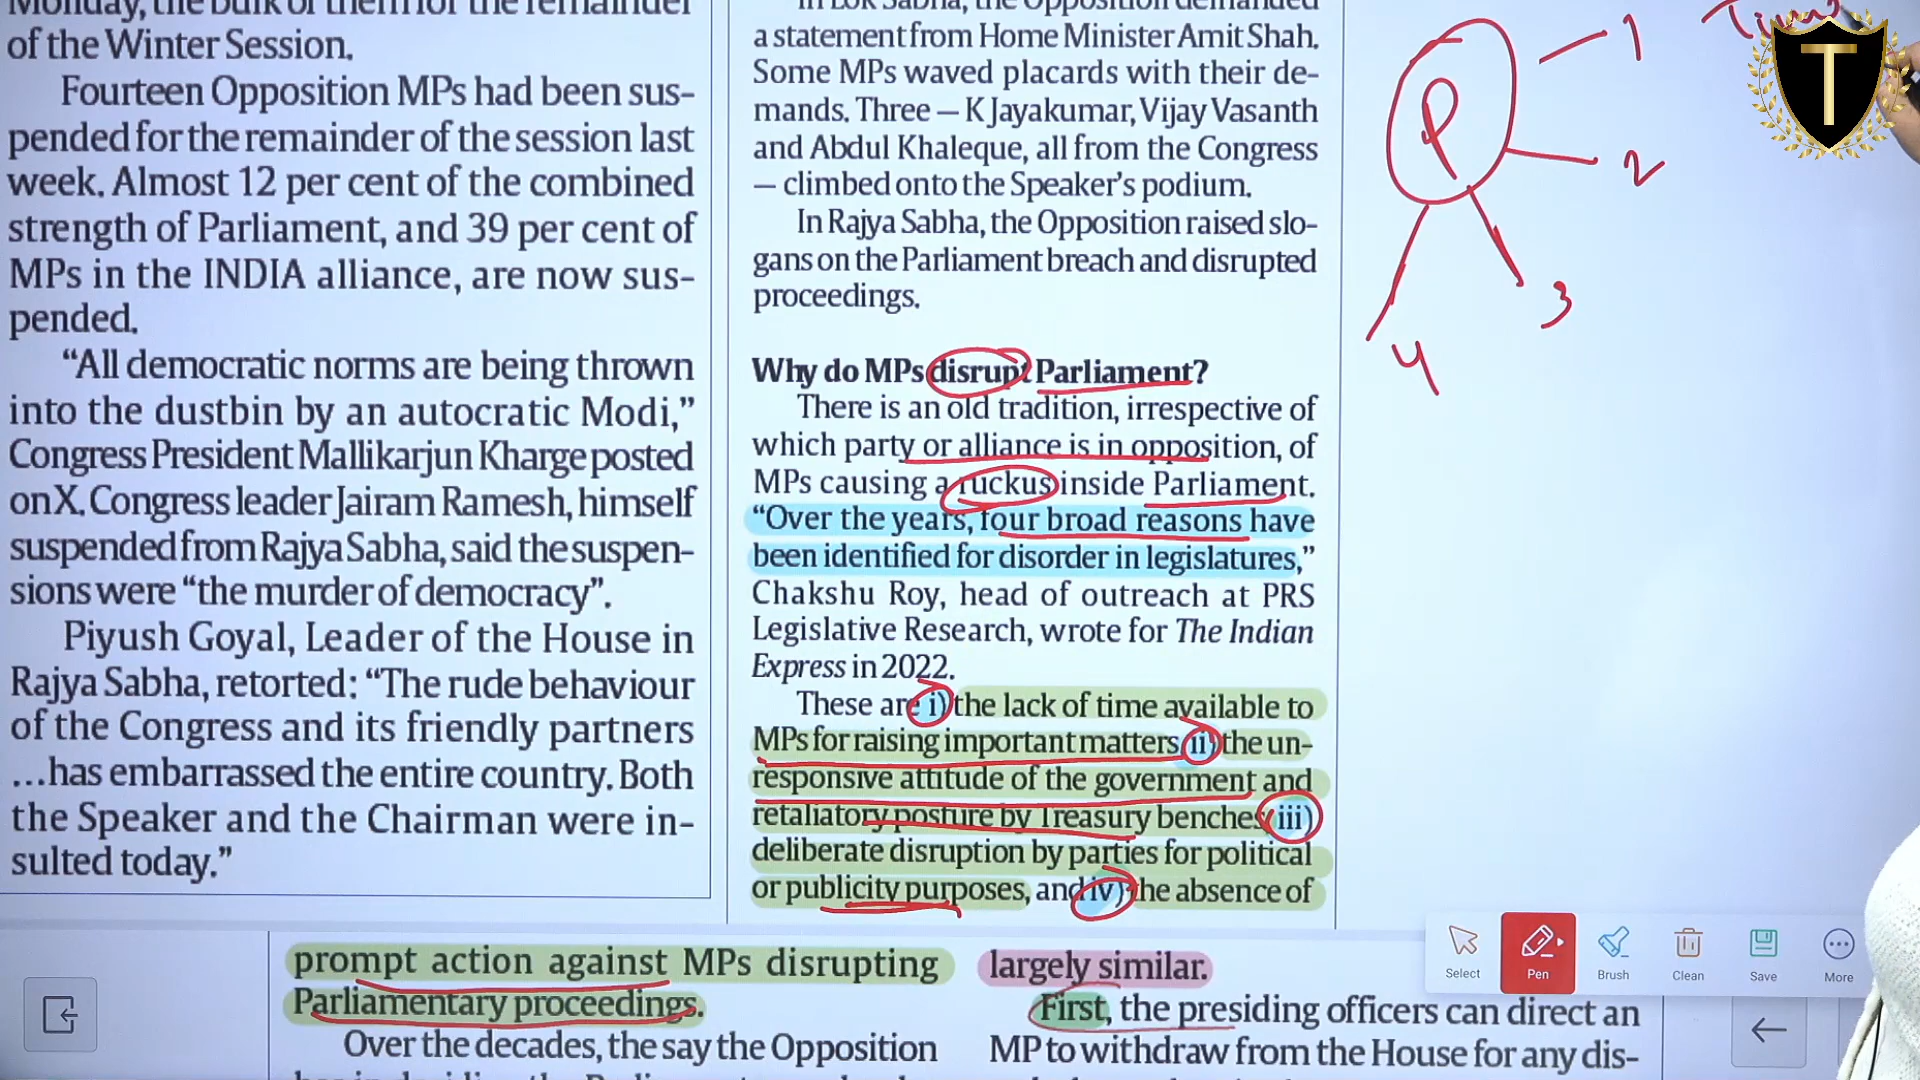 Monday, the bulk of them for the remainder
of the Winter Session.
Fourteen Opposition MPs had been sus-
pended for the remainder of the session last
week. Almost 12 per cent of the combined
strength of Parliament, and 39 per cent of
MPs in the INDIA alliance, are now sus-
pended.
“All democratic norms are being thrown
into the dustbin by an autocratic Modi,”
Congress President Mallikarjun Kharge posted
on X. Congress leader Jairam Ramesh, himself
suspended from Rajya Sabha, said the suspen-
sions were “the murder of democracy”.
Piyush Goyal, Leader of the House in
Rajya Sabha, retorted: “The rude behaviour
of the Congress and its friendly partners
…has embarrassed the entire country. Both
the Speaker and the Chairman were in-
sulted today.”
In Lok Sabha, the Opposition demanded
a statement from Home Minister Amit Shah.
Some MPs waved placards with their de-
mands. Three — K Jayakumar, Vijay Vasanth
and Abdul Khaleque, all from the Congress
— climbed onto the Speaker’s podium.
In Rajya Sabha, the Opposition raised slo-
gans on the Parliament breach and disrupted
proceedings.
Why do MPs disrupt Parliament?
There is an old tradition, irrespective of
which party or alliance is in opposition, of
MPs causing a ruckus inside Parliament.
“Over the years, four broad reasons have
been identified for disorder in legislatures,”
Chakshu Roy, head of outreach at PRS
Legislative Research, wrote for The Indian
Express in 2022.
These are i) the lack of time available to
MPs for raising important matters ii) the un-
responsive attitude of the government and
retaliatory posture by Treasury benches iii)
deliberate disruption by parties for political
or publicity purposes, and iv) the absence of
prompt action against MPs disrupting
Parliamentary proceedings.
Over the decades, the say the Opposition
largely similar.
First, the presiding officers can direct an
MP to withdraw from the House for any dis-
P
1
2
3
4
T
Select
Pen
Brush
Clean
Save
More